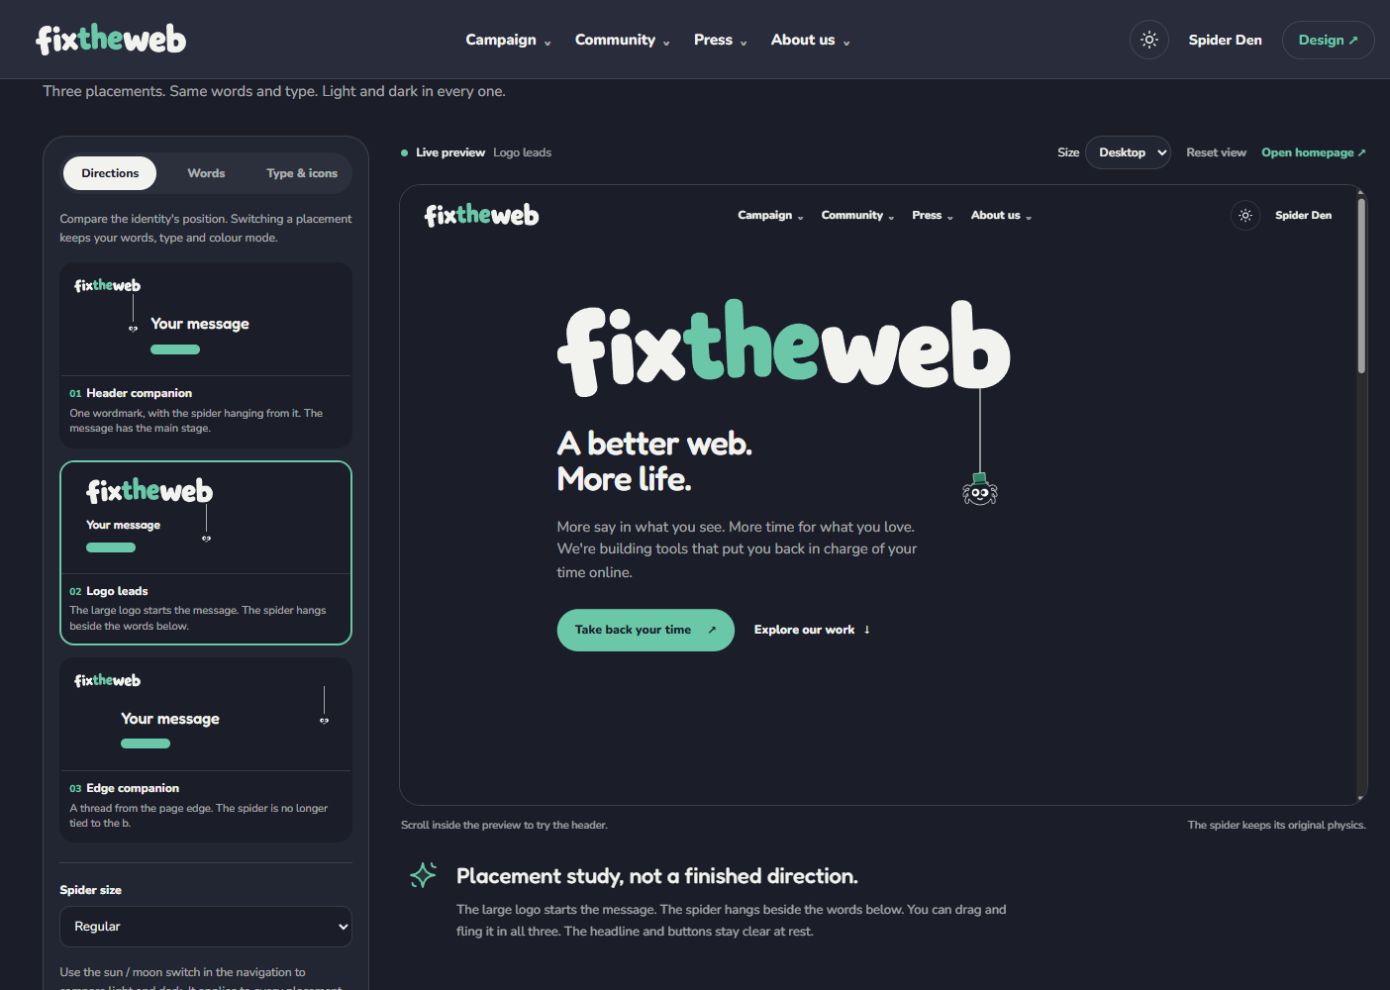 fixtheweb
Campaign
Community
Press
About us
Spider Den
Design ↗
Three placements. Same words and type. Light and dark in every one.
Directions
Words
Type & icons
Compare the identity's position. Switching a placement
keeps your words, type and colour mode.
fixtheweb
Your message
01 Header companion
One wordmark, with the spider hanging from it. The
message has the main stage.
fixtheweb
Your message
02 Logo leads
The large logo starts the message. The spider hangs
beside the words below.
fixtheweb
Your message
03 Edge companion
A thread from the page edge. The spider is no longer
tied to the b.
Spider size
Regular
Use the sun / moon switch in the navigation to
Live preview Logo leads
Size
Desktop
Reset view
Open homepage ↗
fixtheweb
Campaign
Community
Press
About us
Spider Den
fixtheweb
A better web.
More life.
More say in what you see. More time for what you love.
We're building tools that put you back in charge of your
time online.
Take back your time ↗
Explore our work ↓
Scroll inside the preview to try the header.
The spider keeps its original physics.
Placement study, not a finished direction.
The large logo starts the message. The spider hangs beside the words below. You can drag and
fling it in all three. The headline and buttons stay clear at rest.